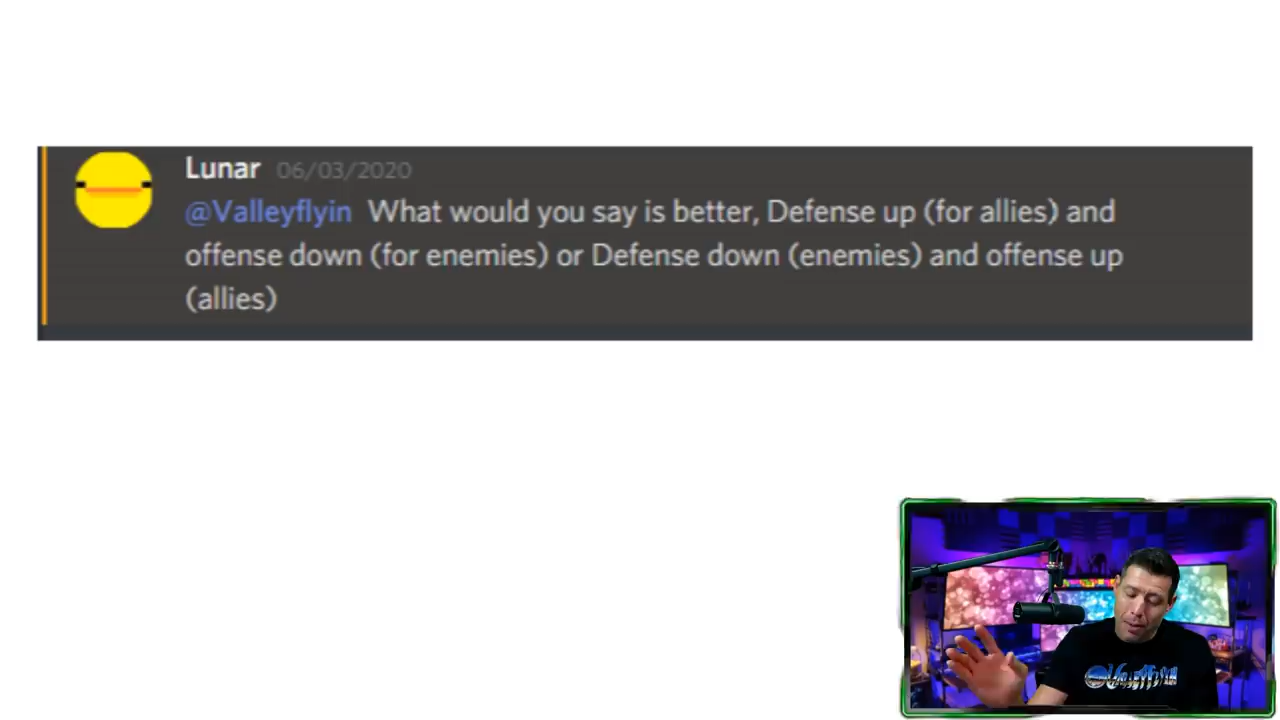 Lunar 06/03/2020
@Valleyflyin What would you say is better, Defense up (for allies) and
offense down (for enemies) or Defense down (enemies) and offense up
(allies)
Valleyflyin